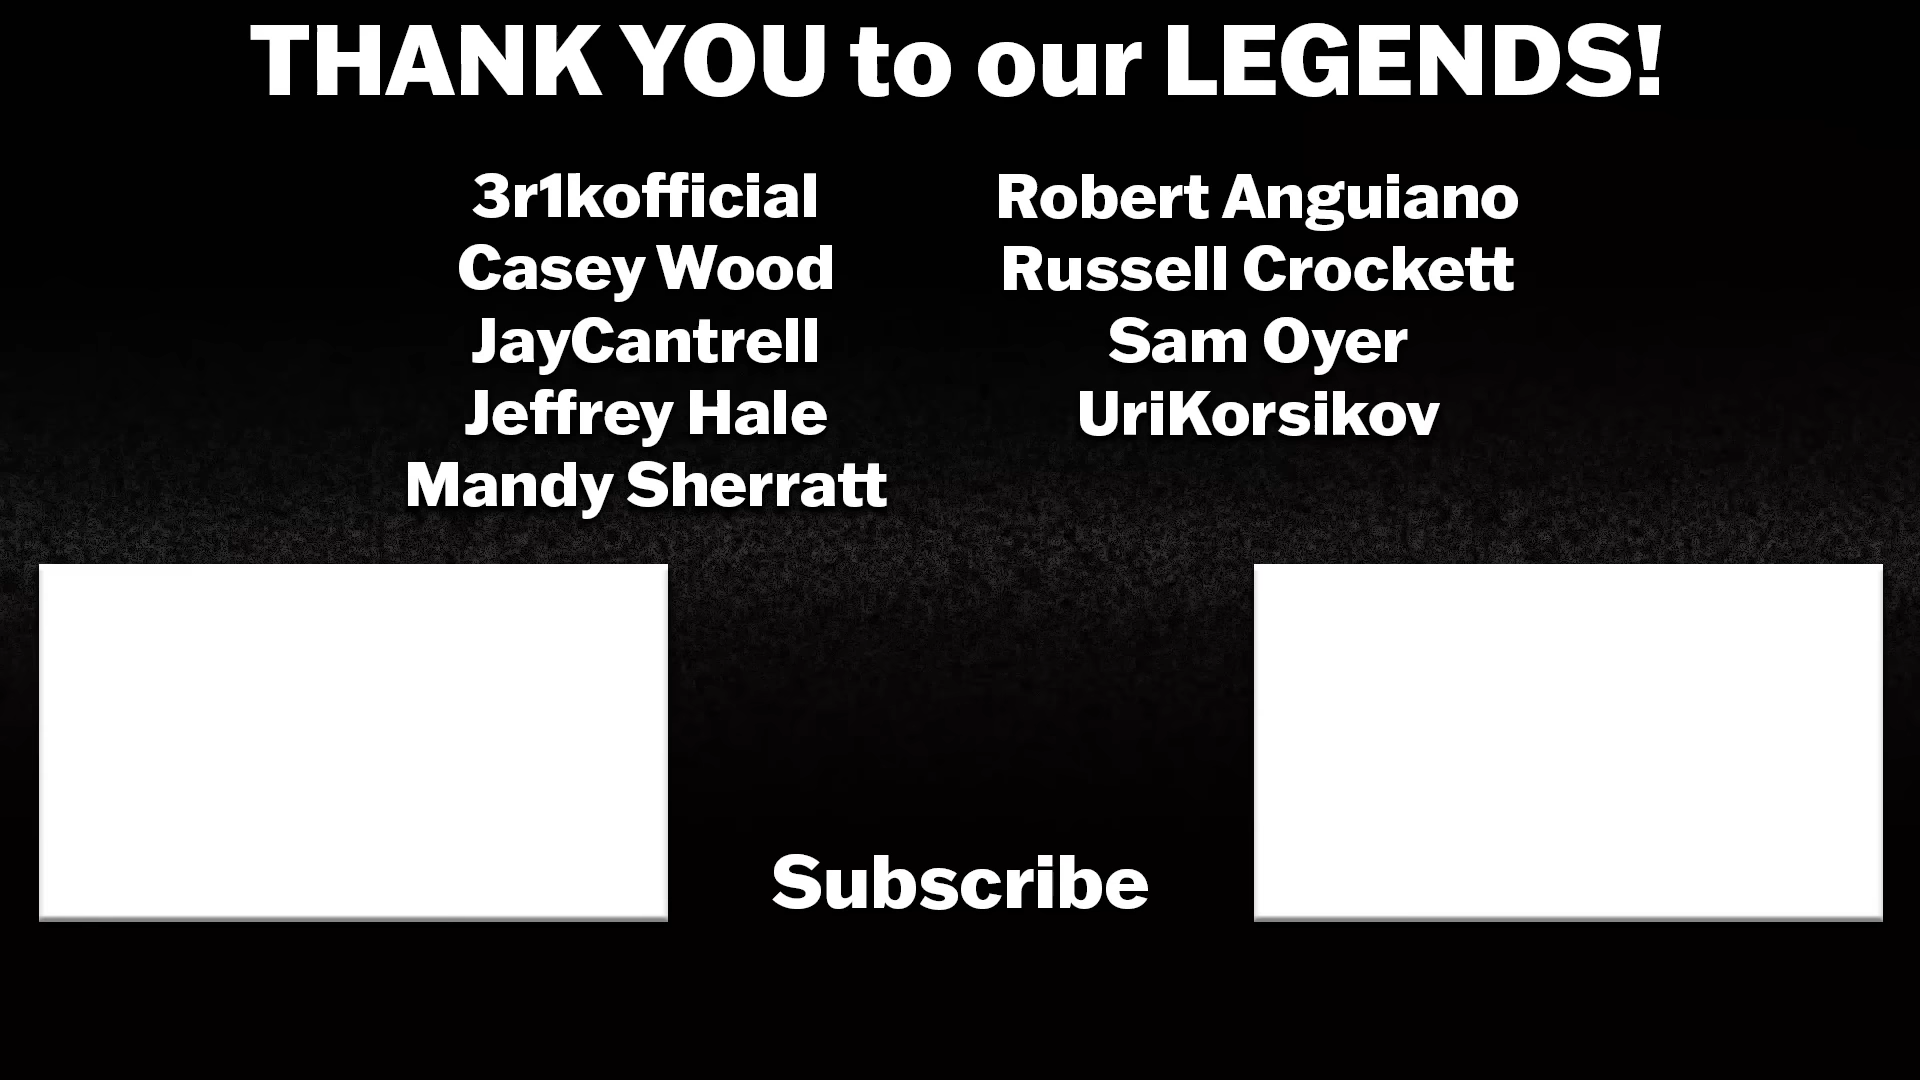 THANK YOU to our LEGENDS!
3r1kofficial
Casey Wood
JayCantrell
Jeffrey Hale
Mandy Sherratt
Robert Anguiano
Russell Crockett
Sam Oyer
UriKorsikov
Subscribe